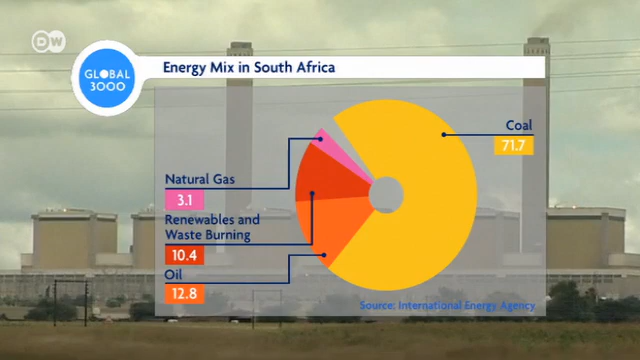 DW
GLOBAL
3000
Energy Mix in South Africa
Coal
71.7
Natural Gas
3.1
Renewables and
Waste Burning
10.4
Oil
12.8
Source: International Energy Agency
DW